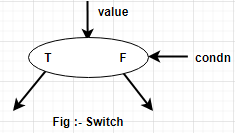 value
T F
condn
Fig :- Switch